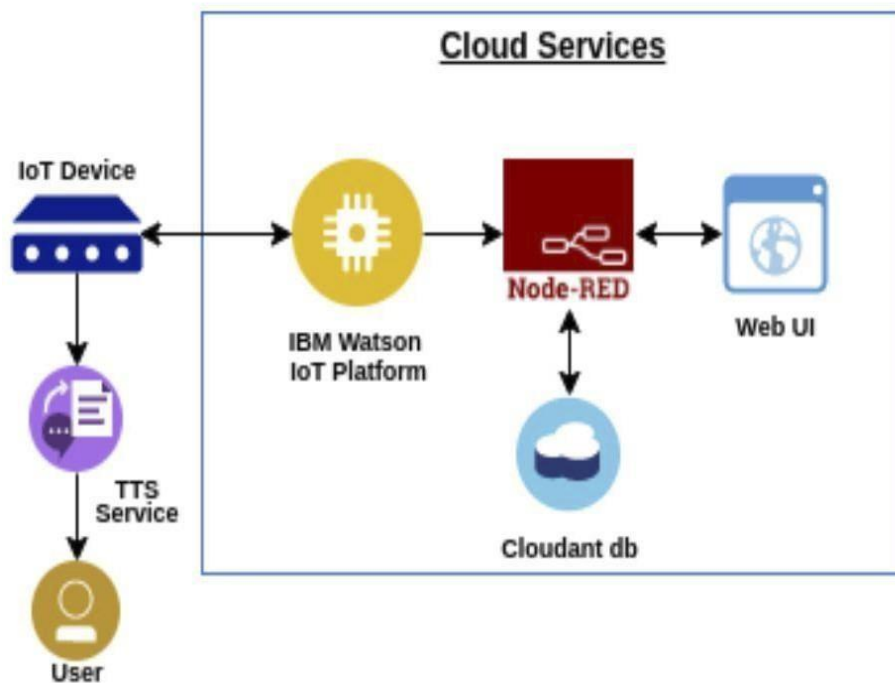 Cloud Services
IoT Device
Node-RED
IBM Watson
IoT Platform
Web UI
TTS
Service
Cloudant db
User